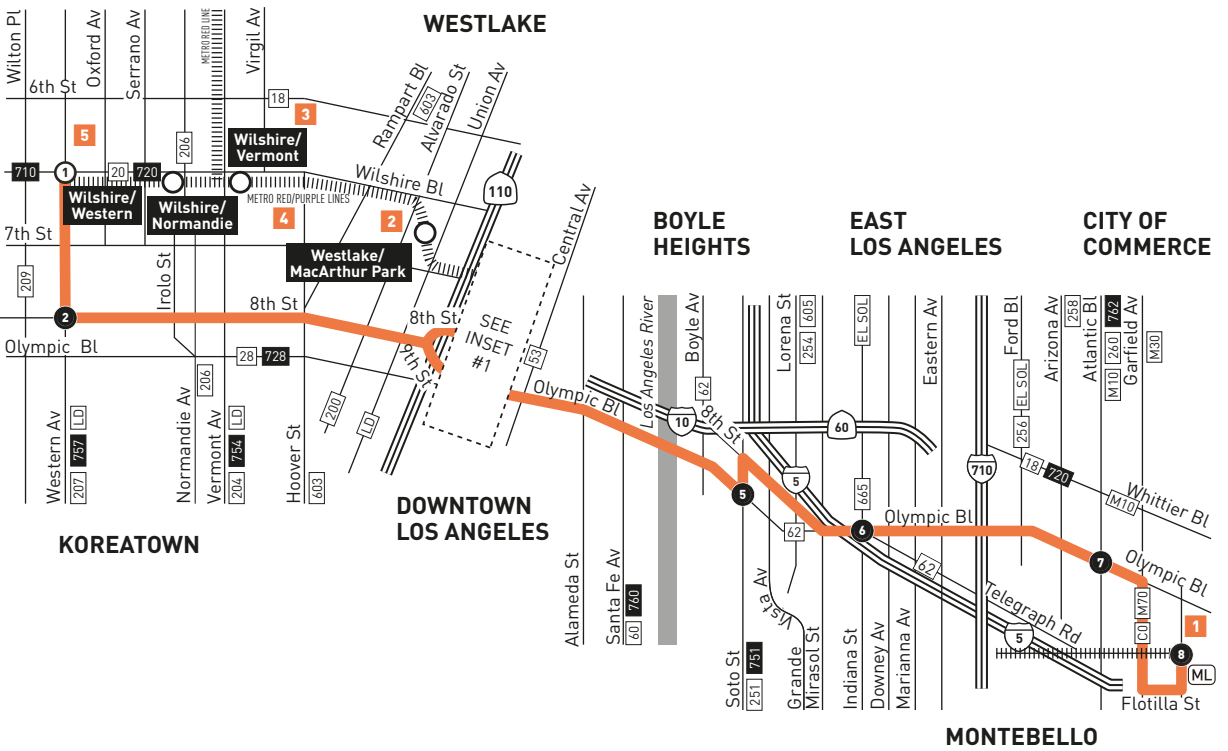 WESTLAKE
Wilton Pl
Oxford Av
Serrano Av
METRO RED LINE
Virgil Av
Rampart Bl
603
Alvarado St
Union Av
6th St
18
3
5
206
Wilshire/
Vermont
710
1
20
720
Wilshire Bl
110
Wilshire/
Western
Wilshire/
Normandie
METRO RED/PURPLE LINES
4
2
Central Av
7th St
Westlake/
MacArthur Park
209
Irolo St
2
8th St
8th St
SEE
INSET
#1
9th St
53
Olympic Bl
28
728
206
200
LD
Western Av
207
757
LD
Normandie Av
Vermont Av
204
754
LD
Hoover St
603
KOREATOWN
DOWNTOWN
LOS ANGELES
BOYLE
HEIGHTS
EAST
LOS ANGELES
CITY OF
COMMERCE
Los Angeles River
Boyle Av
62
Lorena St
254
605
EL SOL
Eastern Av
Ford Bl
256
EL SOL
Arizona Av
258
Atlantic Bl
M10
260
762
Garfield Av
M30
Olympic Bl
10
8th St
60
710
18
720
M10
Whittier Bl
5
5
665
62
6
Olympic Bl
7
Olympic Bl
62
Telegraph Rd
5
C0
M70
1
8
ML
Flotilla St
Alameda St
Santa Fe Av
60
760
Soto St
251
751
Grande
Vista Av
Mirasol St
Indiana St
Downey Av
Marianna Av
MONTEBELLO